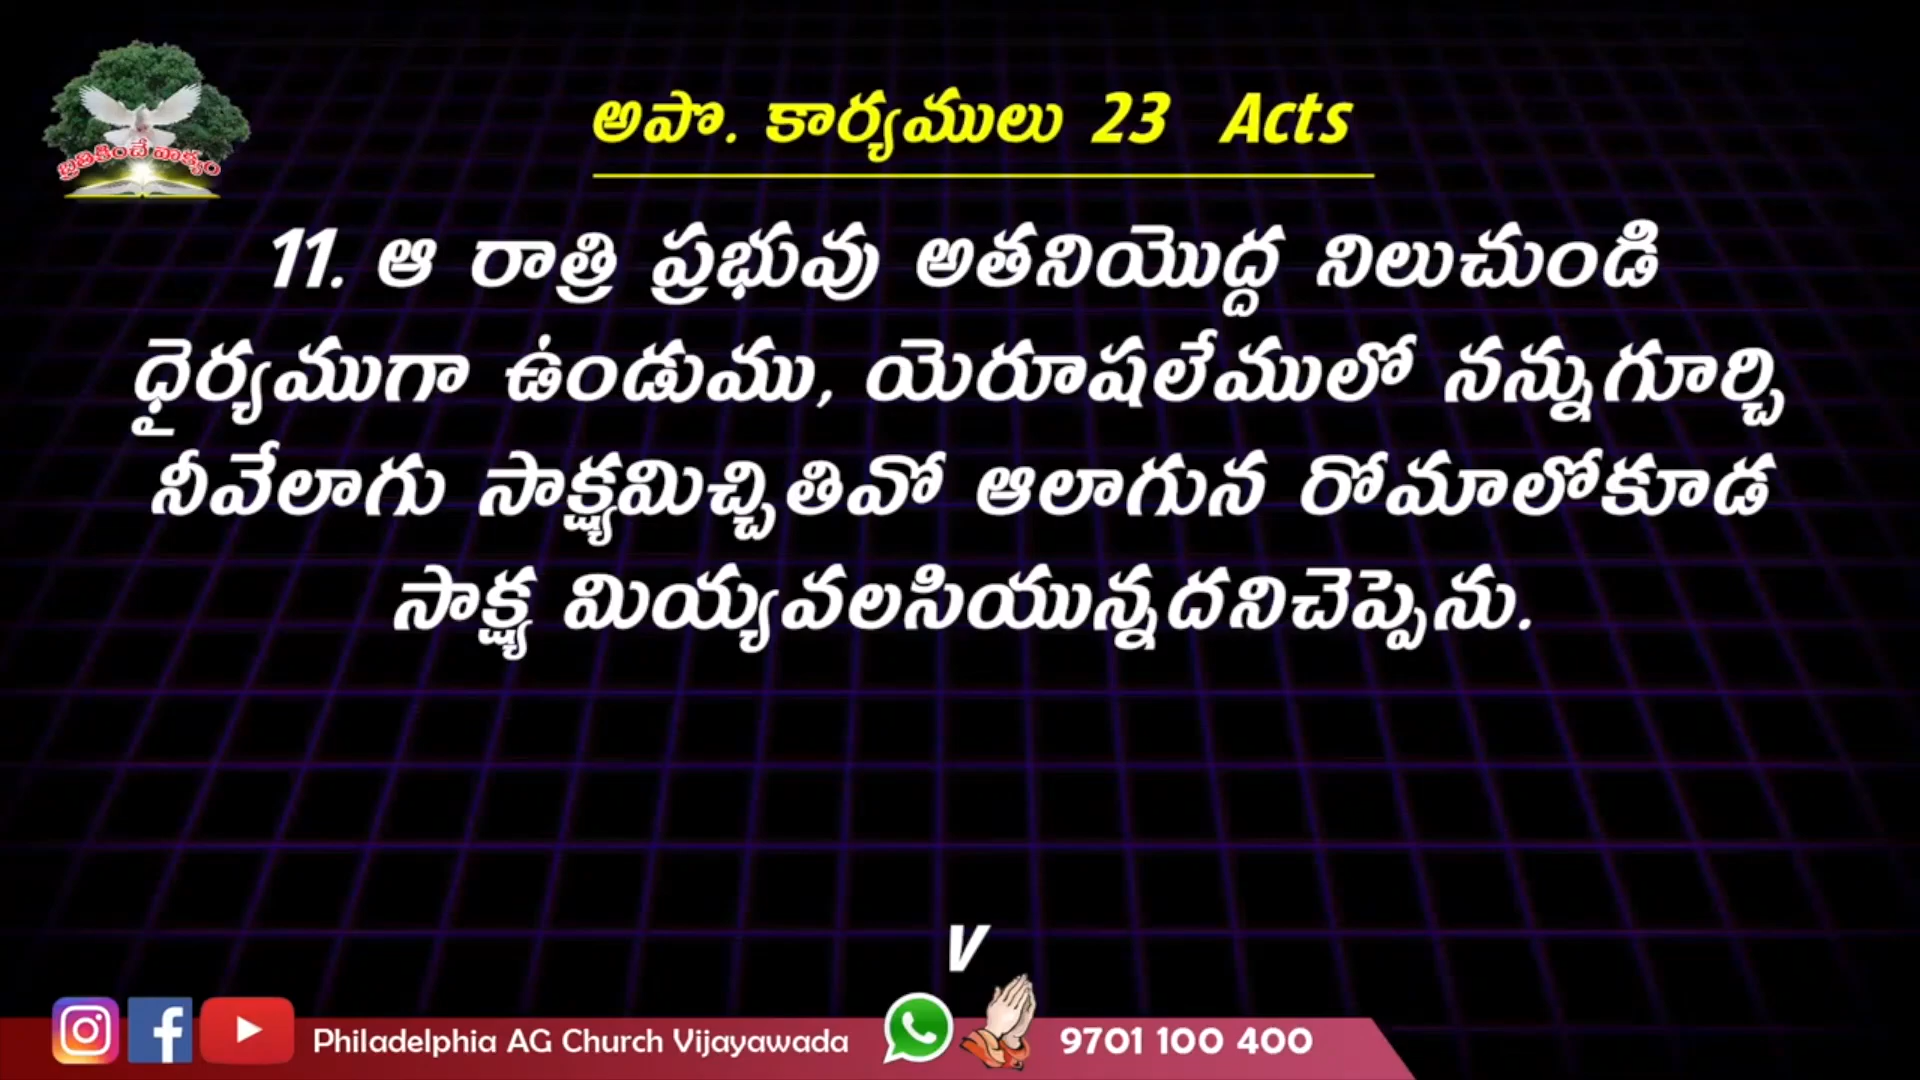 బ్రతికించే వాక్యం
అపొ. కార్యములు 23 Acts
11. ఆ రాత్రి ప్రభువు అతనియొద్ద నిలుచుండి
ధైర్యముగా ఉండుము, యెరూషలేములో నన్నుగూర్చి
నీవేలాగు సాక్ష్యమిచ్చితివో ఆలాగున రోమాలోకూడ
సాక్ష్య మియ్యవలసియున్నదనిచెప్పెను.
V
Philadelphia AG Church Vijayawada 9701 100 400